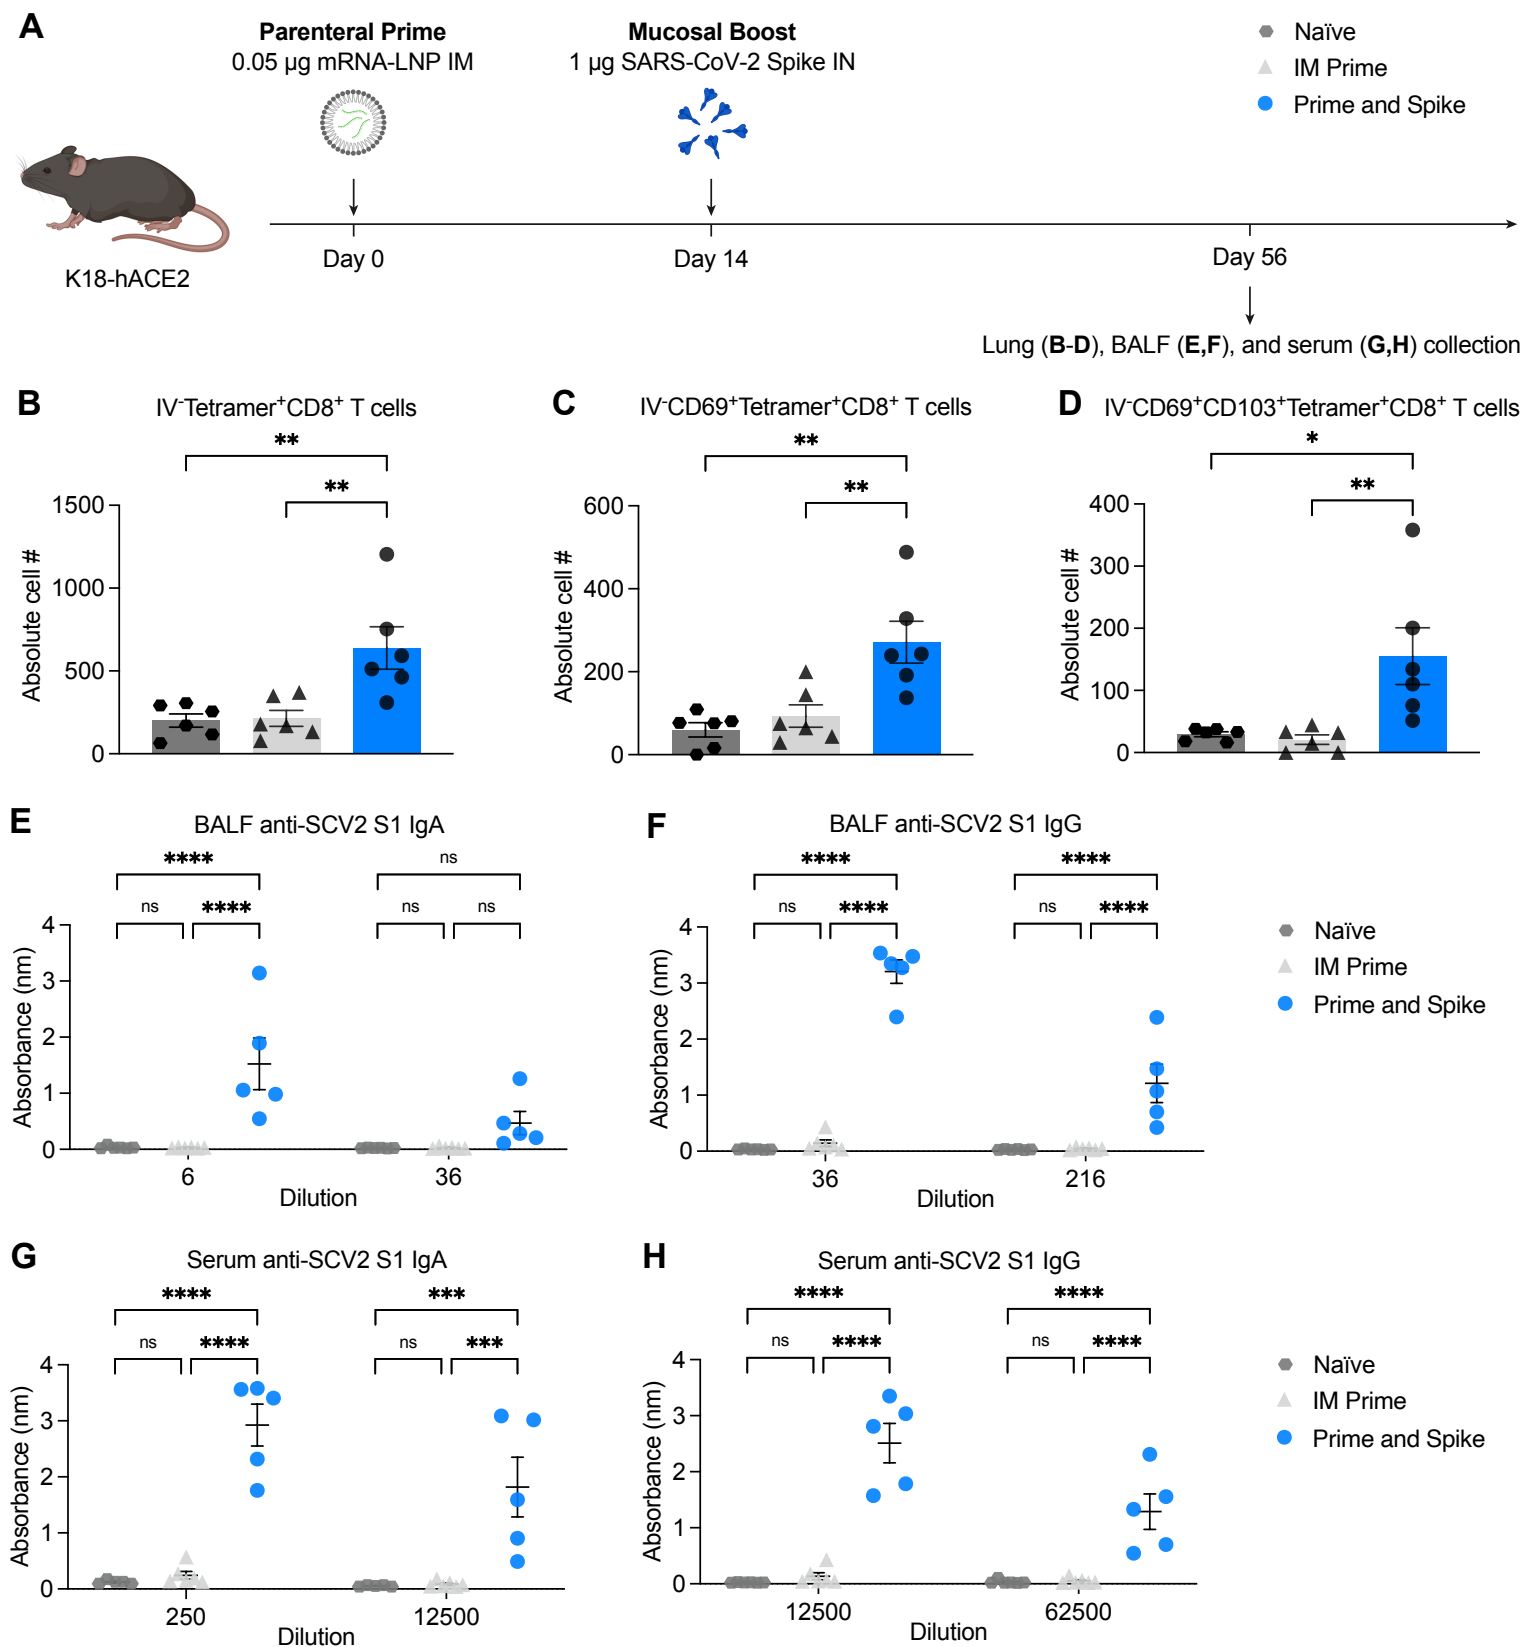 A
Parenteral Prime
0.05 µg mRNA-LNP IM
Mucosal Boost
1 µg SARS-CoV-2 Spike IN
Naïve
IM Prime
Prime and Spike
K18-hACE2
Day 0
Day 14
Day 56
Lung (B-D), BALF (E,F), and serum (G,H) collection
B
IV⁻Tetramer⁺CD8⁺ T cells
**
**
Absolute cell #
1500
1000
500
0
C
IV⁻CD69⁺Tetramer⁺CD8⁺ T cells
**
**
Absolute cell #
600
400
200
0
D
IV⁻CD69⁺CD103⁺Tetramer⁺CD8⁺ T cells
*
**
Absolute cell #
400
300
200
100
0
E
BALF anti-SCV2 S1 IgA
**** ns
ns **** ns ns
Absorbance (nm)
4
3
2
1
0
6 36
Dilution
F
BALF anti-SCV2 S1 IgG
**** ****
ns **** ns ****
Absorbance (nm)
4
3
2
1
0
36 216
Dilution
Naïve
IM Prime
Prime and Spike
G
Serum anti-SCV2 S1 IgA
**** ***
ns **** ns ***
Absorbance (nm)
4
3
2
1
0
250 12500
Dilution
H
Serum anti-SCV2 S1 IgG
**** ****
ns **** ns ****
Absorbance (nm)
4
3
2
1
0
12500 62500
Dilution
Naïve
IM Prime
Prime and Spike